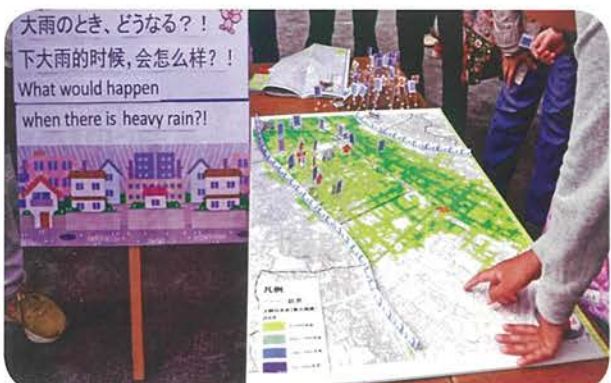 大雨のとき、どうなる？！
下大雨的时候，会怎么样？！
What would happen
when there is heavy rain?!
凡例